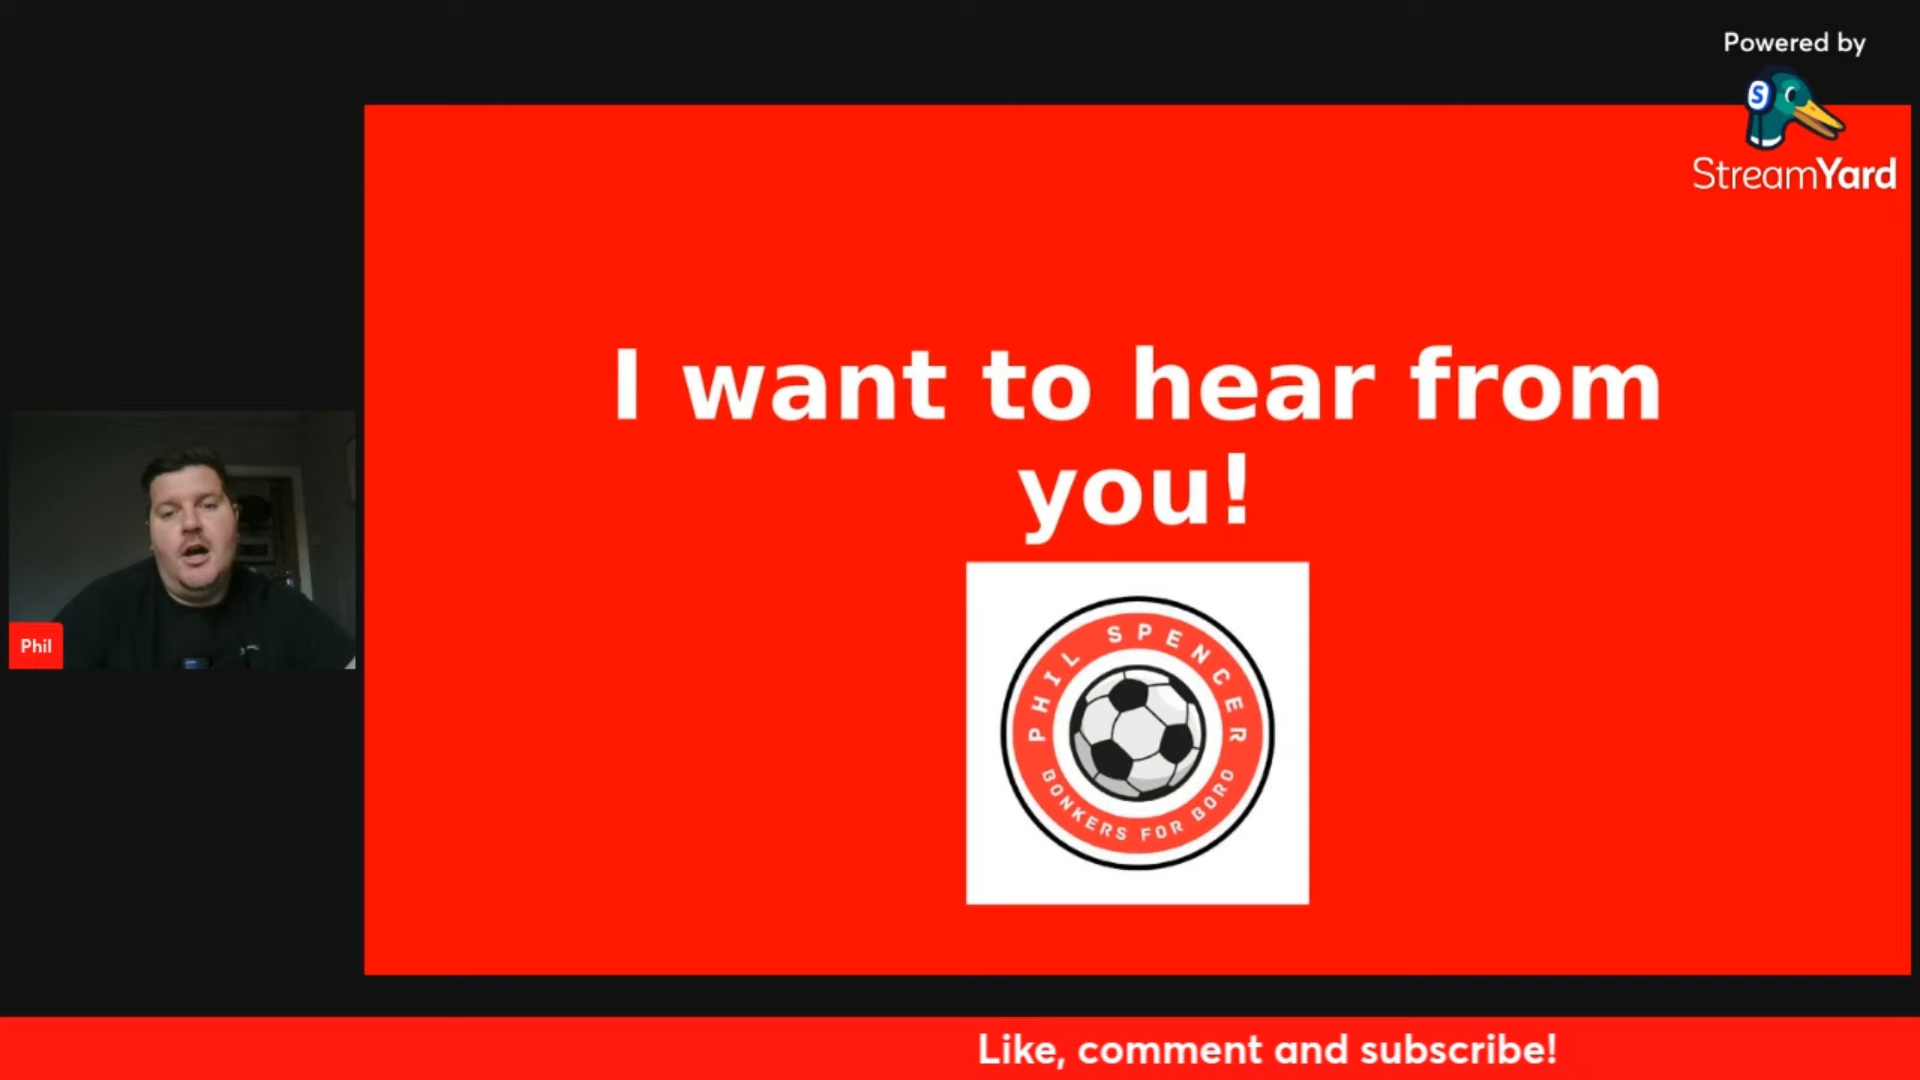 Powered by
StreamYard
I want to hear from
you!
PHIL SPENCER
BONKERS FOR BORO
Phil
Like, comment and subscribe!